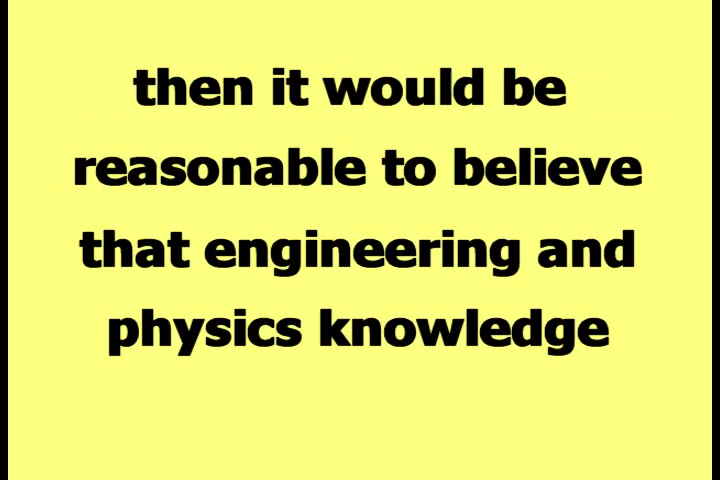 then it would be
reasonable to believe
that engineering and
physics knowledge